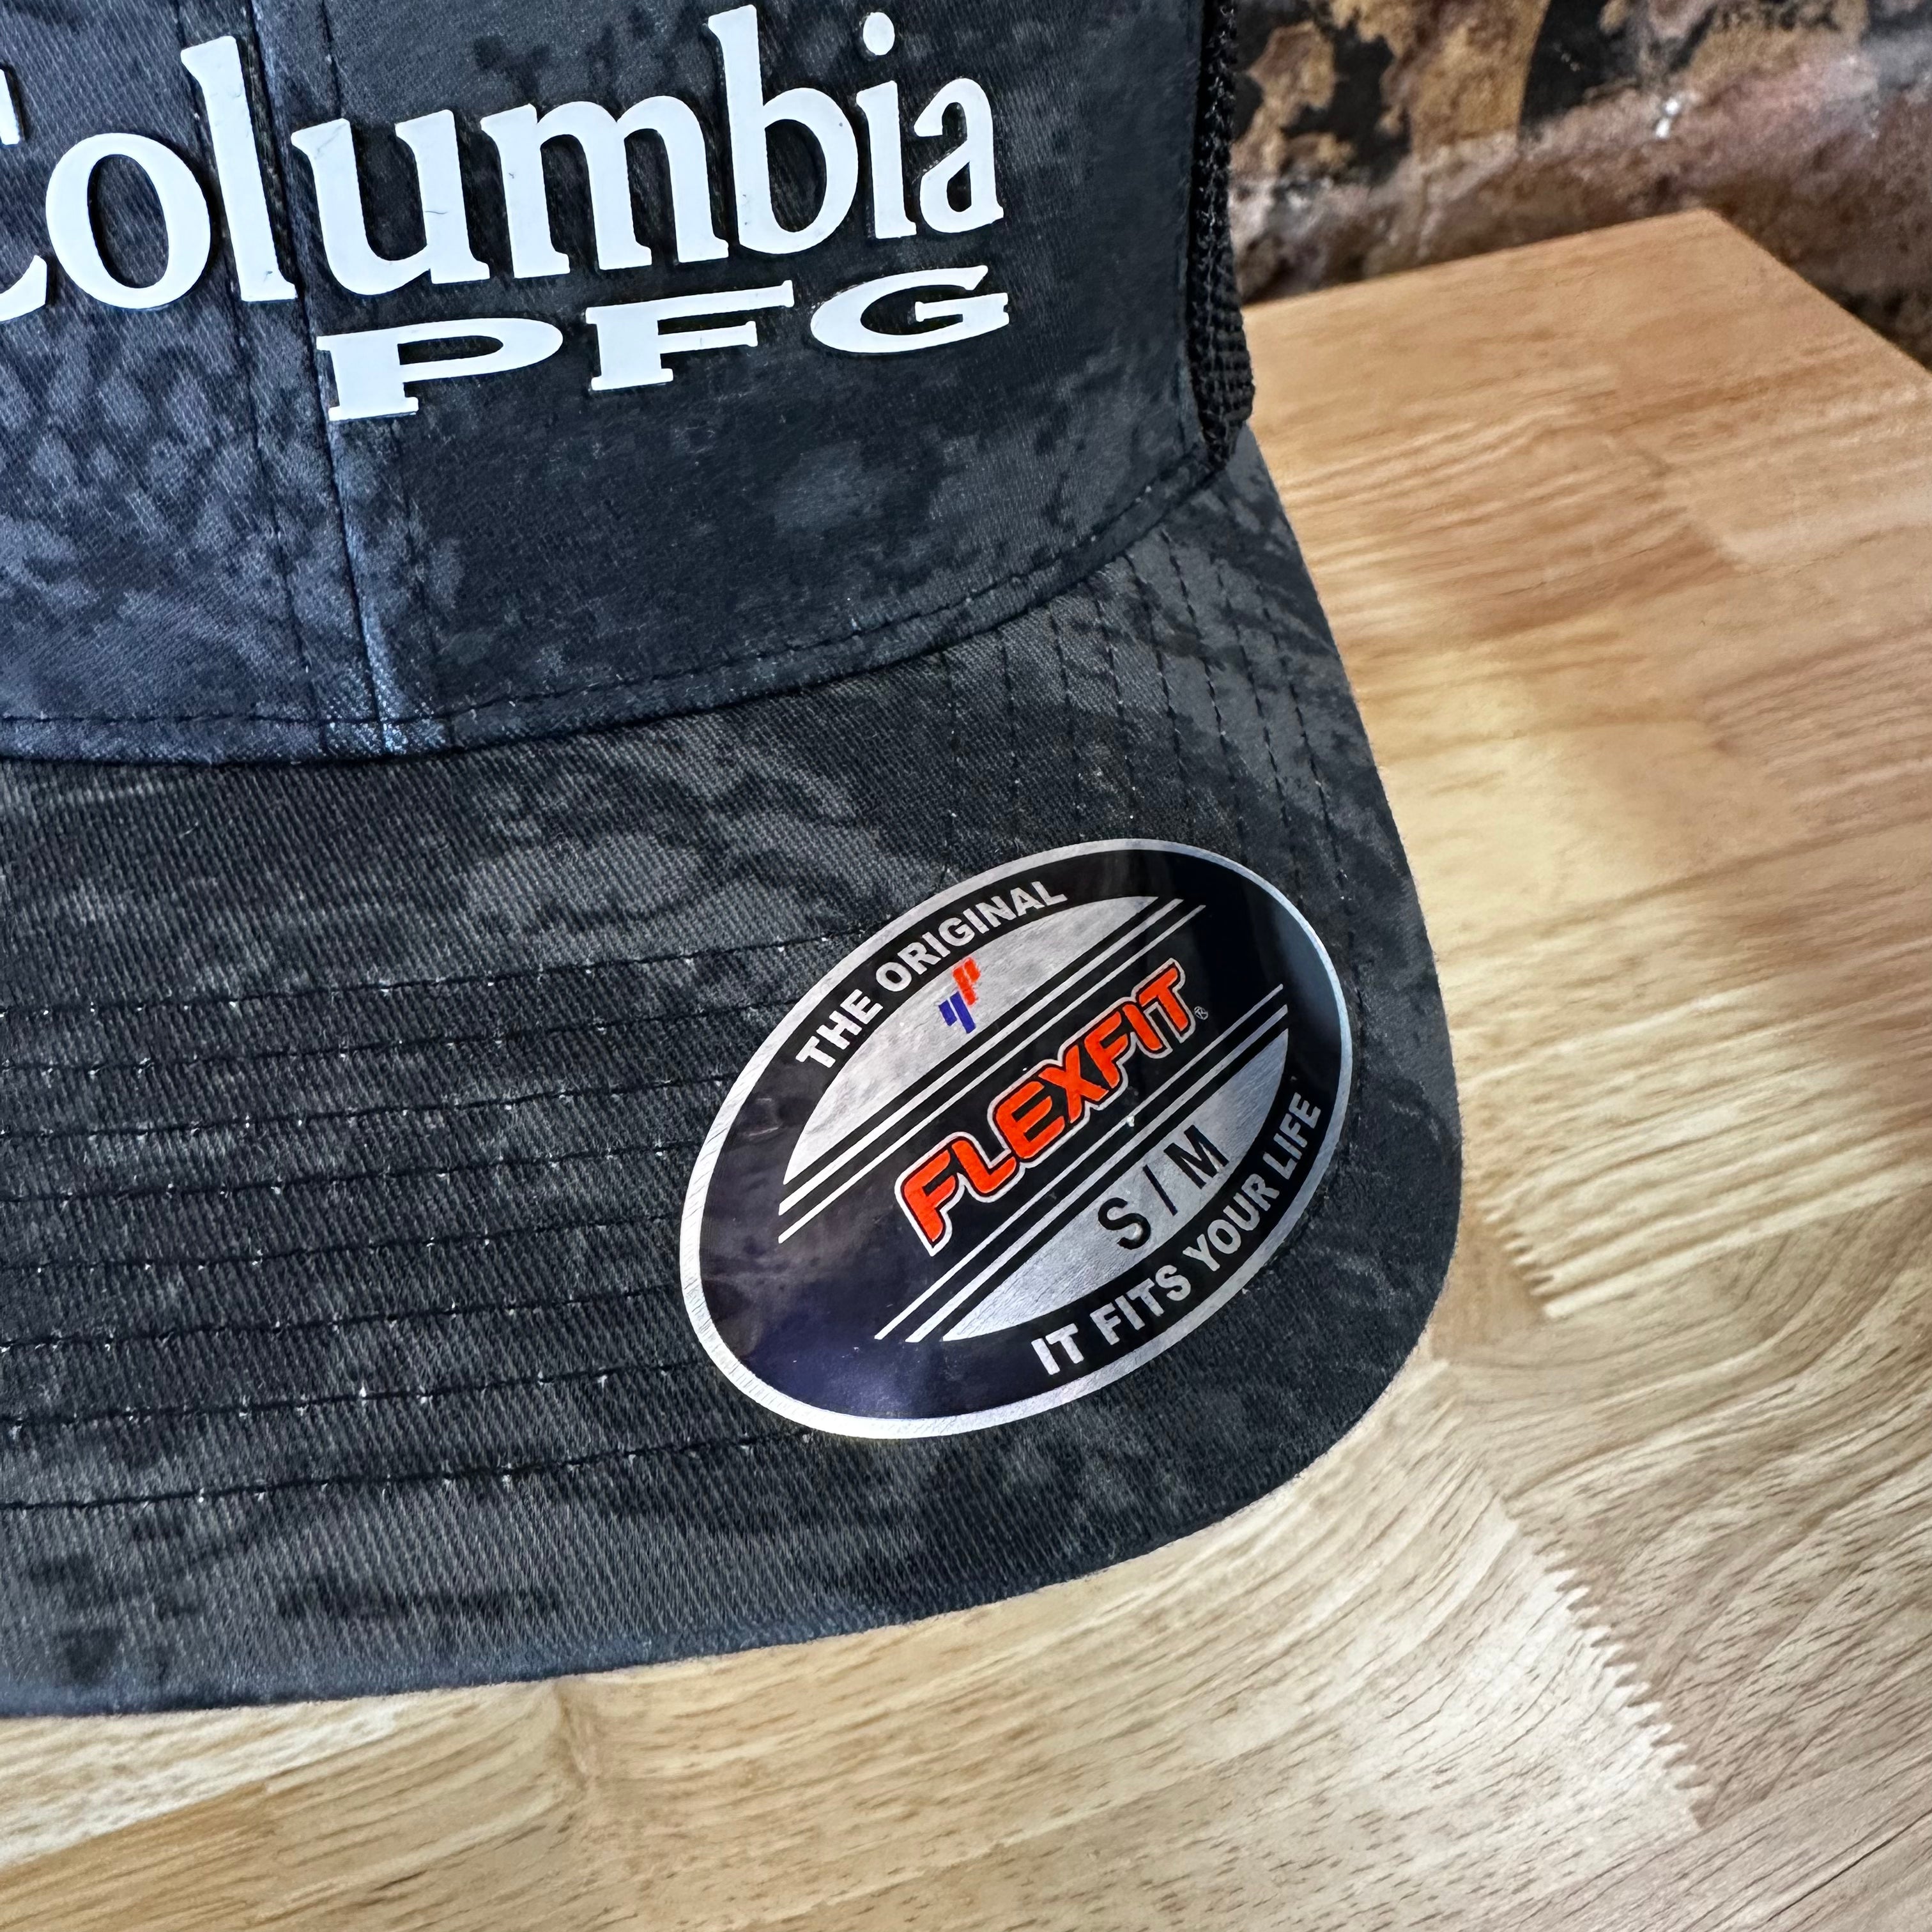 Columbia
PFG
THE ORIGINAL
FLEXFIT®
S/M
IT FITS YOUR LIFE